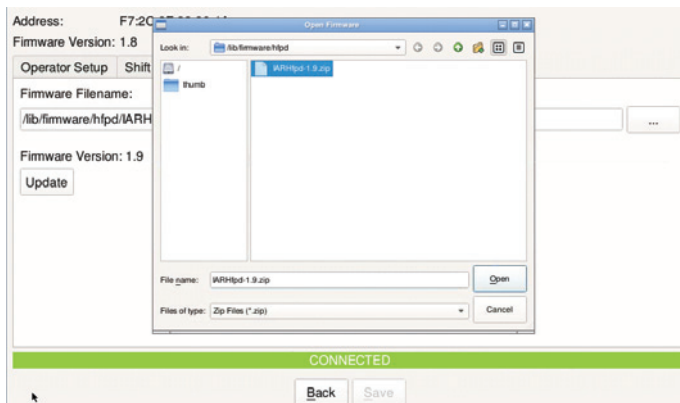 Address:
Open Firmware
Firmware Version: 1.8
Look in: /lib/firmware/hfpd
Operator Setup Shift
/
IARHfpd-1.9.zip
thumb
Firmware Filename:
/lib/firmware/hfpd/IARH
...
Firmware Version: 1.9
Update
File name: IARHfpd-1.9.zip
Open
Files of type: Zip Files (*.zip)
Cancel
CONNECTED
Back Save